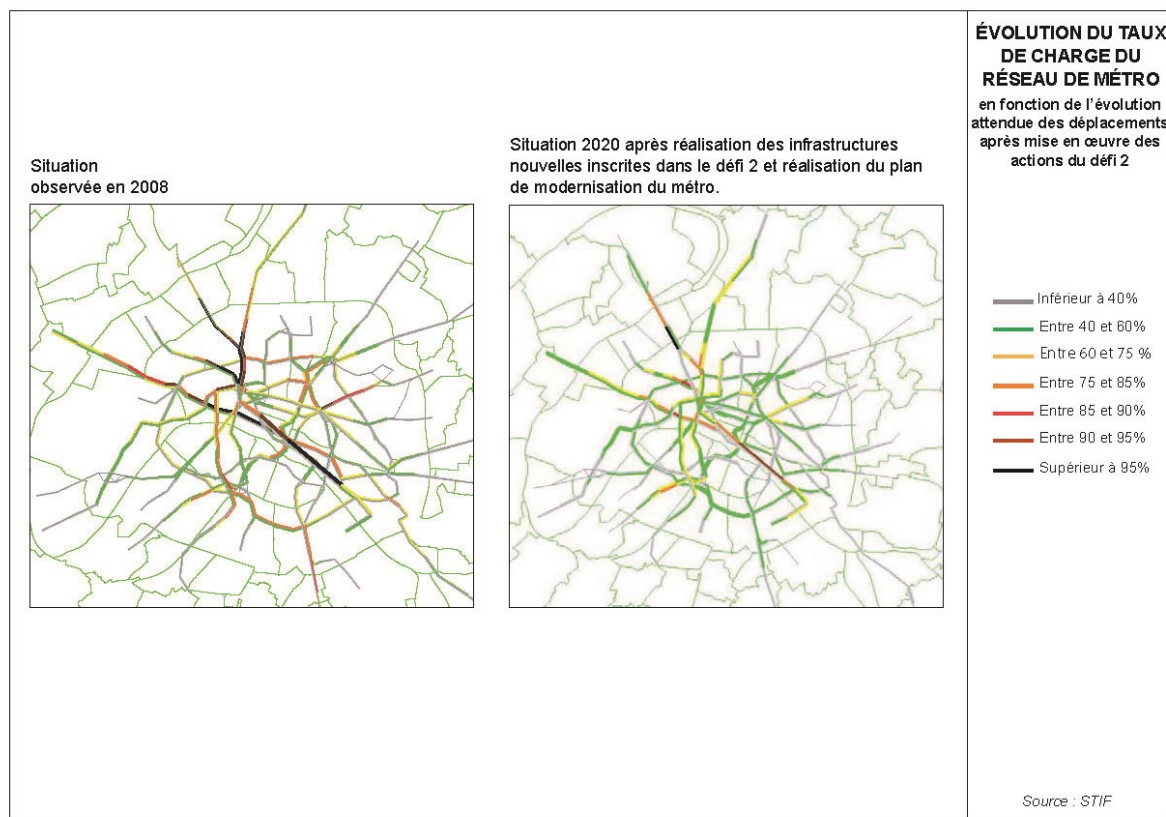 ÉVOLUTION DU TAUX
DE CHARGE DU
RÉSEAU DE MÉTRO
en fonction de l'évolution
attendue des déplacements
après mise en œuvre des
actions du défi 2
Situation
observée en 2008
Situation 2020 après réalisation des infrastructures
nouvelles inscrites dans le défi 2 et réalisation du plan
de modernisation du métro.
Inférieur à 40%
Entre 40 et 60%
Entre 60 et 75 %
Entre 75 et 85%
Entre 85 et 90%
Entre 90 et 95%
Supérieur à 95%
Source : STIF